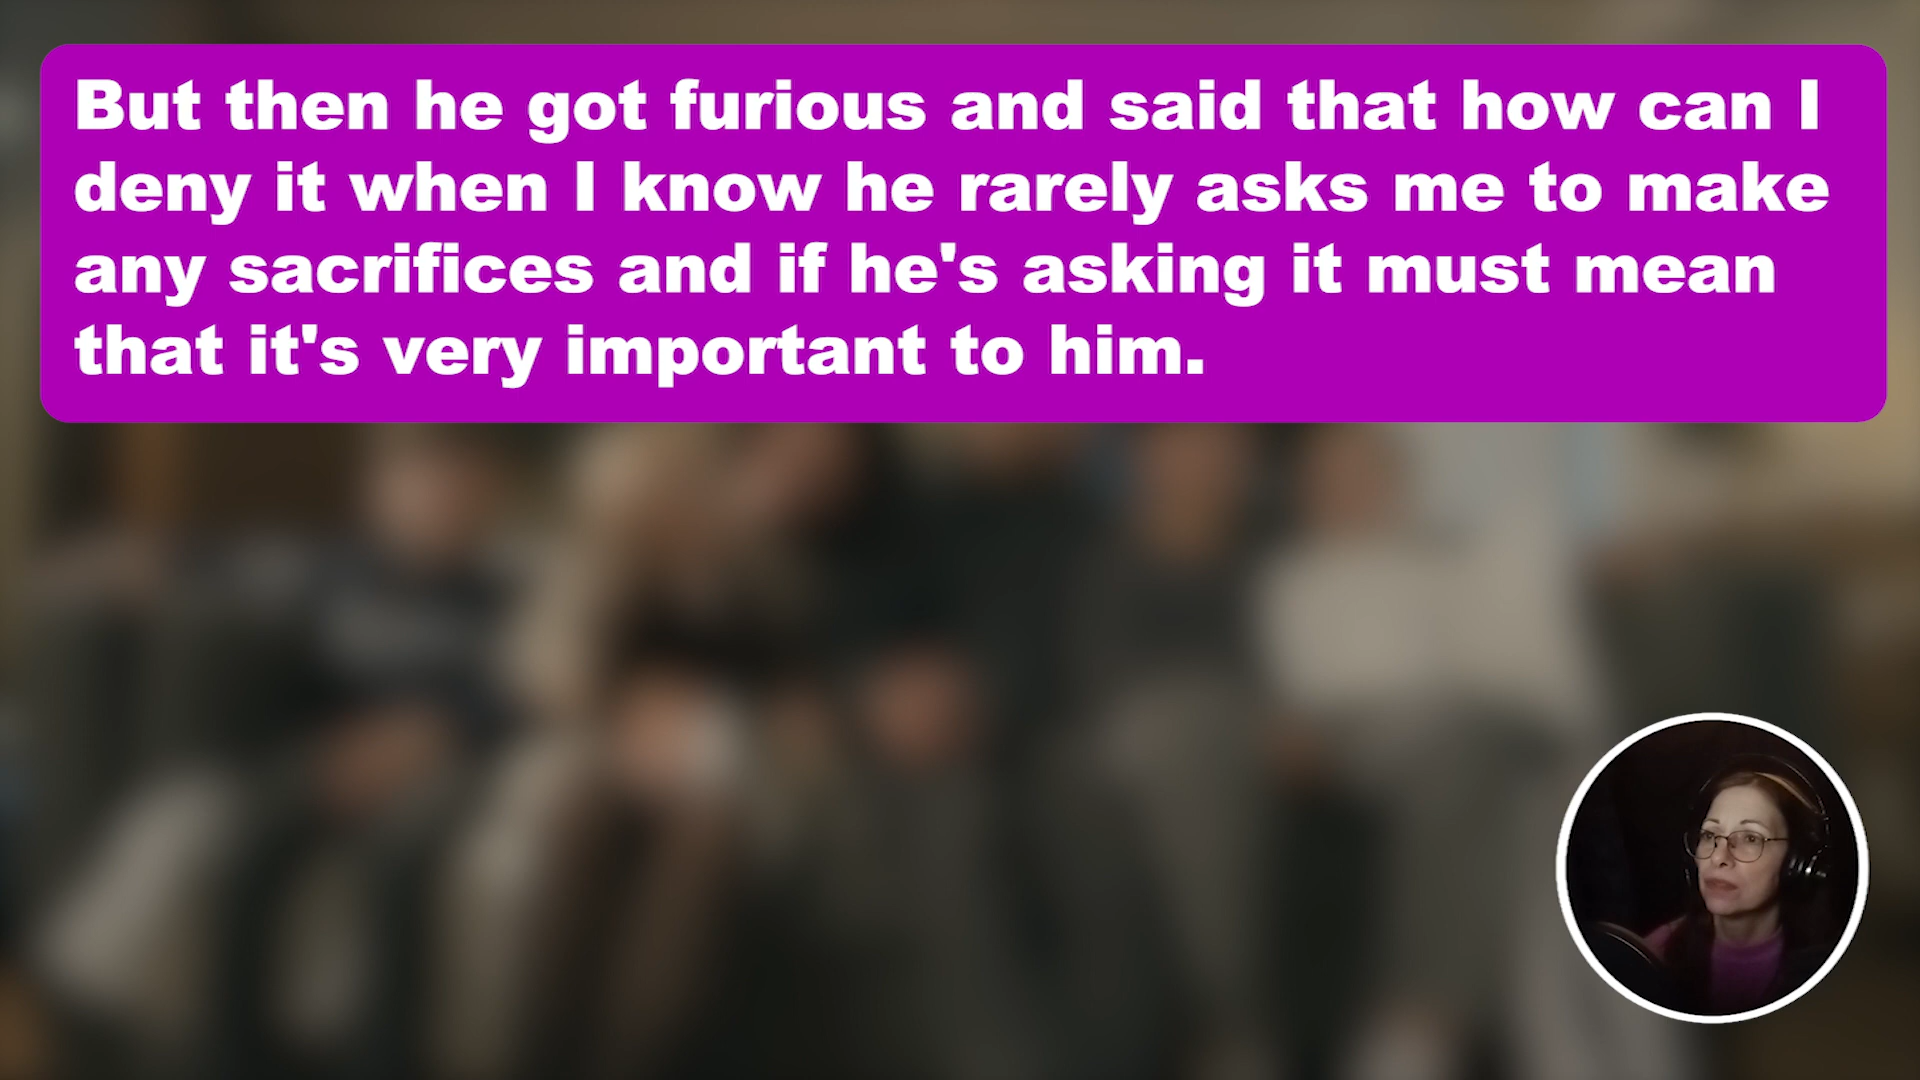 But then he got furious and said that how can I
deny it when I know he rarely asks me to make
any sacrifices and if he's asking it must mean
that it's very important to him.